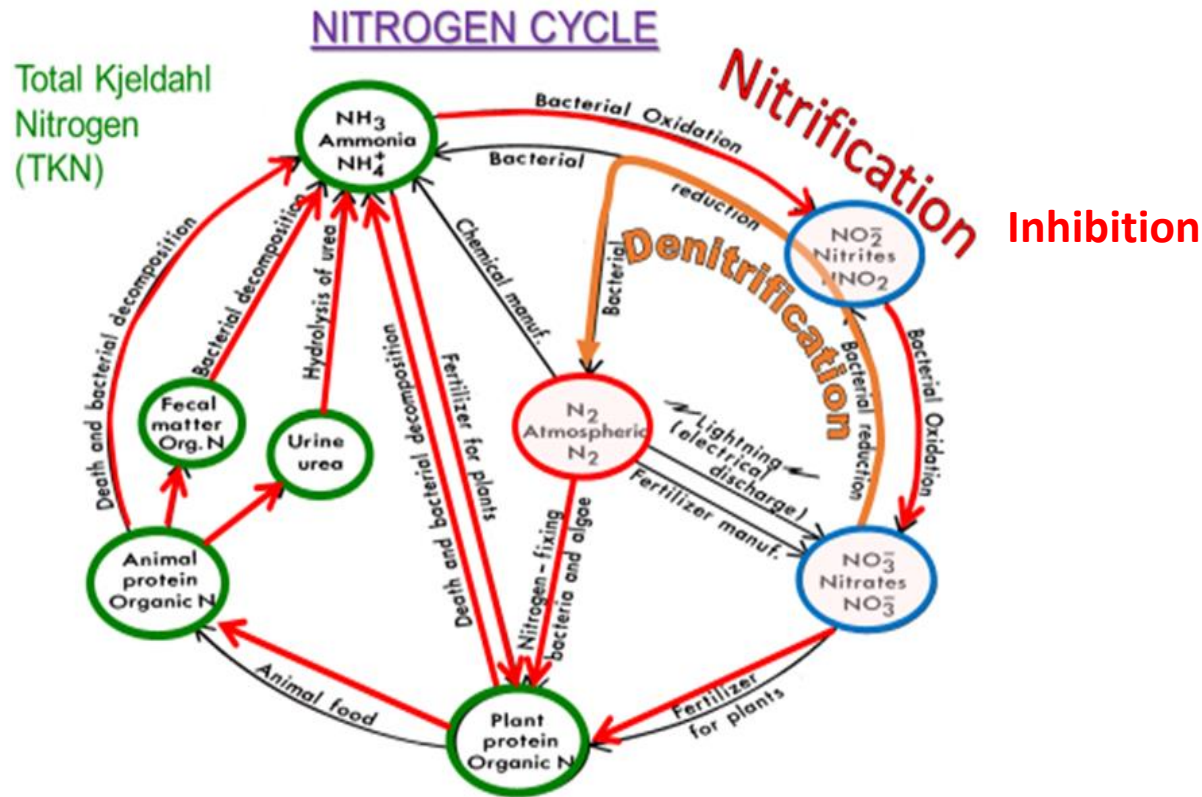 NITROGEN CYCLE
Total Kjeldahl
Nitrogen
(TKN)
Nitrification
Inhibition
NH3
Ammonia
NH4+
Bacterial Oxidation
Bacterial
reduction
NO2-
Nitrites
HNO2
Denitrification
Bacterial
Chemical manuf.
Death and bacterial decomposition
Bacterial decomposition
Hydrolysis of urea
Death and bacterial decomposition
Fertilizer for plants
Bacterial reduction
Bacterial Oxidation
Fecal
matter
Org. N
Urine
urea
N2
Atmospheric
N2
Lightning
(electrical
discharge)
Fertilizer manuf.
Nitrogen-fixing
bacteria and algae
Animal
protein
Organic N
NO3-
Nitrates
NO3-
Animal food
Fertilizer
for plants
Plant
protein
Organic N